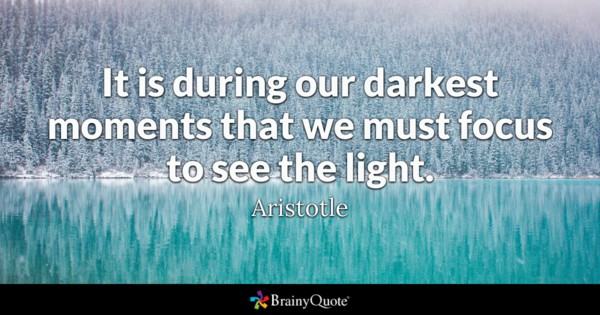 It is during our darkest
moments that we must focus
to see the light.
Aristotle
BrainyQuote®